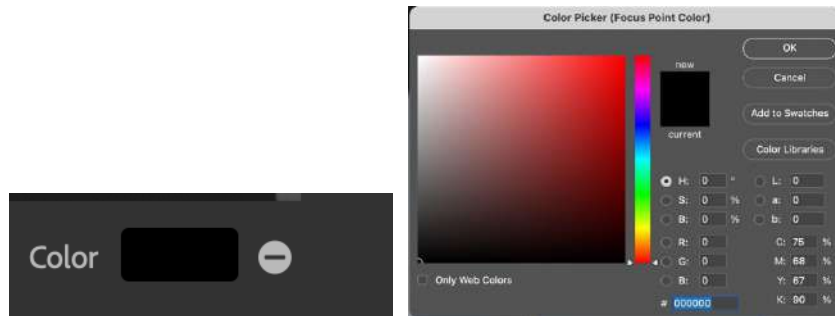 Color
Color Picker (Focus Point Color)
new
current
OK
Cancel
Add to Swatches
Color Libraries
H: 0 °
S: 0 %
B: 0 %
R: 0
G: 0
B: 0
# 000000
L: 0
a: 0
b: 0
C: 75 %
M: 68 %
Y: 67 %
K: 90 %
Only Web Colors